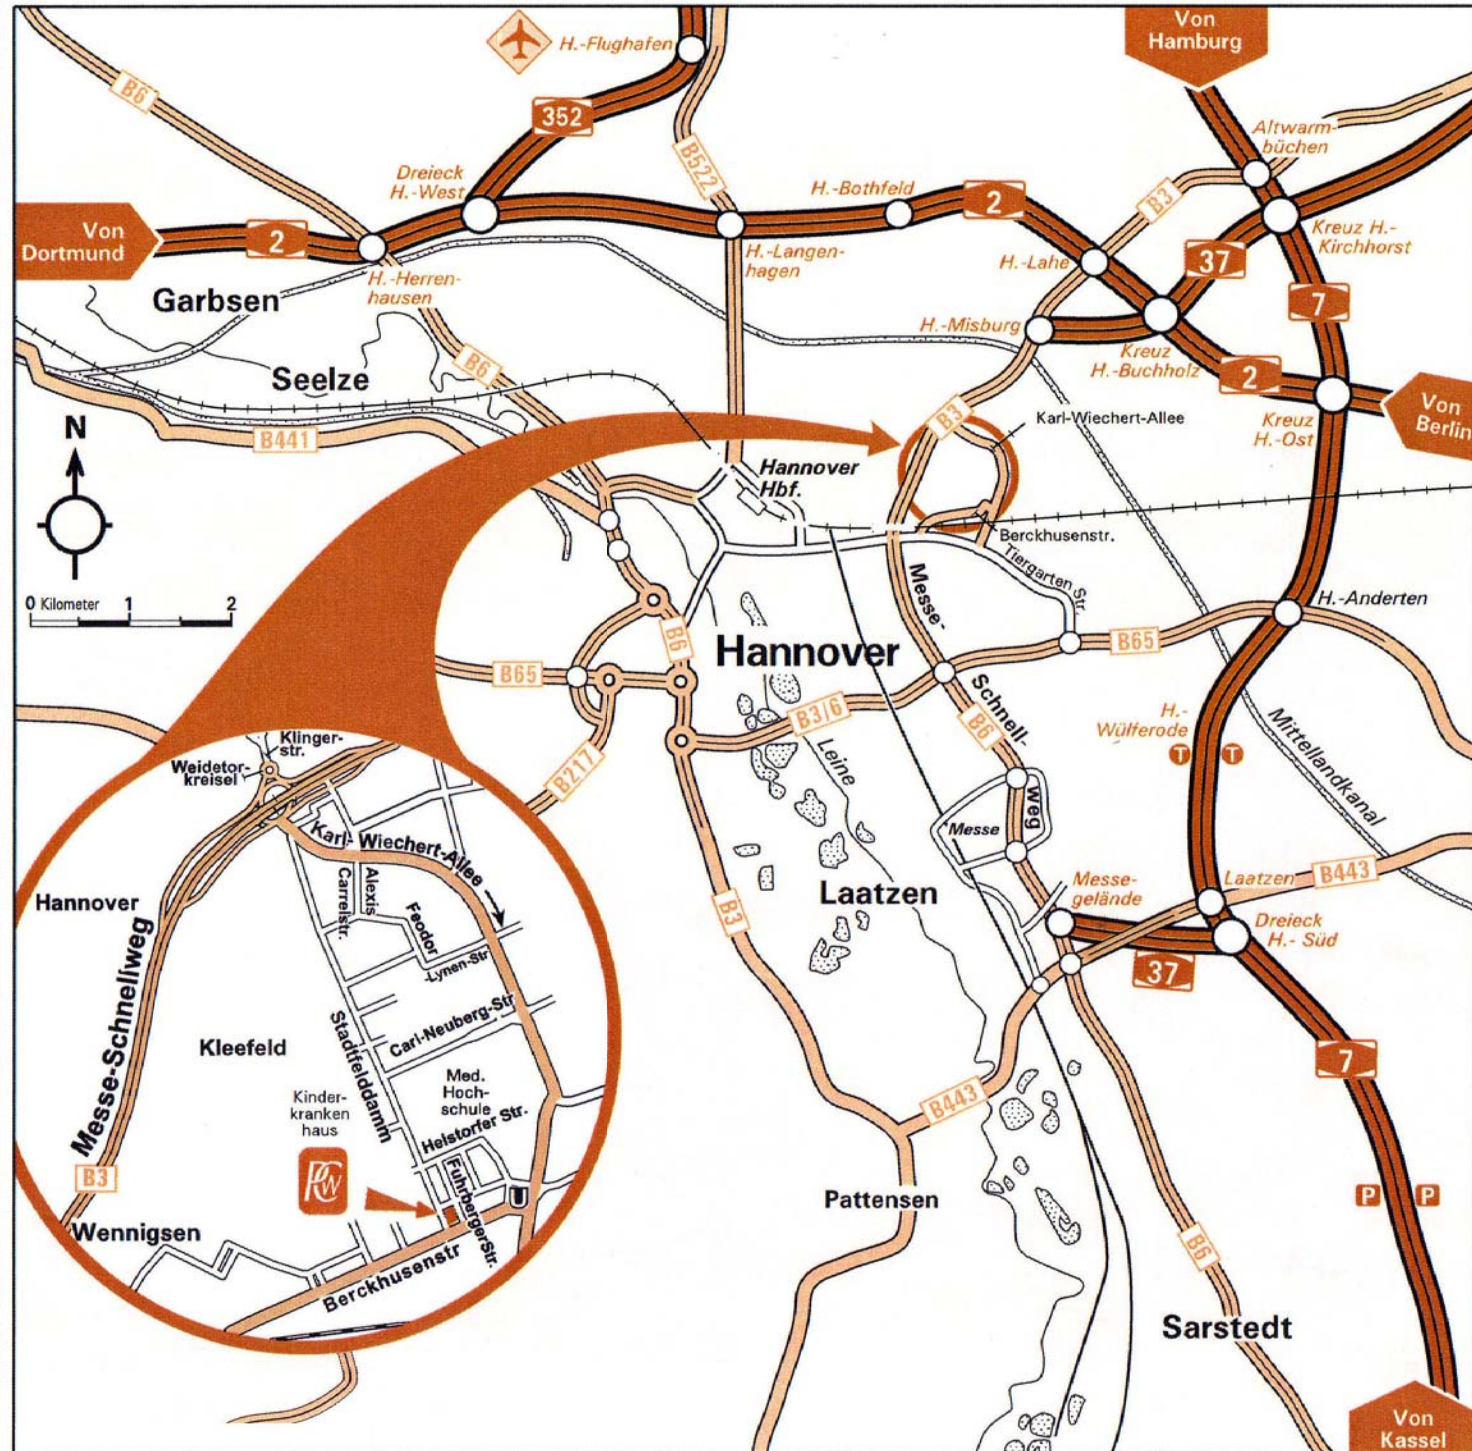 Von
Hamburg
H.-Flughafen
B6
352
Altwarm-
büchen
B522
Dreieck
H.-West
H.-Bothfeld
2
B3
Von
Dortmund
2
H.-Herren-
hausen
H.-Langen-
hagen
H.-Lahe
37
Kreuz H.-
Kirchhorst
7
Garbsen
H.-Misburg
Kreuz
H.-Buchholz
2
Seelze
B6
Von
Berlin
Kreuz
H.-Ost
B3
Karl-Wiechert-Allee
N
B441
Hannover
Hbf.
Berckhusenstr.
Tiergarten Str.
0 Kilometer 1 2
Messe-
Schnell-
weg
H.-Anderten
B6
Hannover
B65
B65
B3/6
B6
H.-
Wülferode
T T
Mittellandkanal
Leine
B217
Messe
Laatzen
Messe-
gelände
Laatzen
B443
Dreieck
H.- Süd
37
B3
7
B443
Pattensen
P P
B6
Sarstedt
Von
Kassel
Klinger-
str.
Weidetor-
kreisel
Karl- Wiechert-Allee
Hannover
Alexis
Carrelstr.
Feodor
-Lynen-Str
Messe-Schnellweg
Carl-Neuberg-Str
Kleefeld
Stadtfelddamm
Med.
Hoch-
schule
Kinder-
kranken
haus
Helstorfer Str.
PCW
B3
Fuhrberger Str.
U
Wennigsen
Berckhusenstr